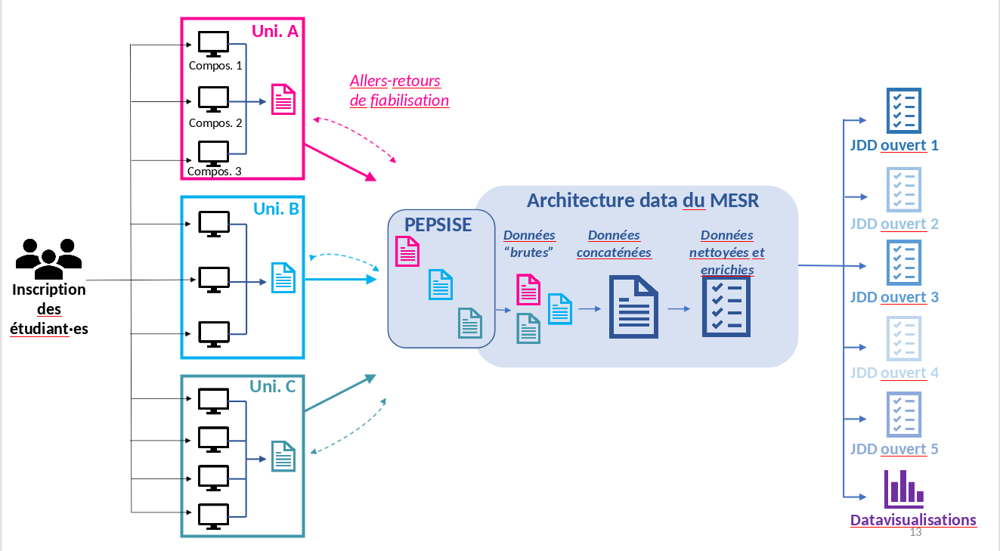 Uni. A
Compos. 1
Compos. 2
Compos. 3
Allers-retours
de fiabilisation
Uni. B
Inscription
des
étudiant·es
Uni. C
Architecture data du MESR
PEPSISE
Données
“brutes”
Données
concaténées
Données
nettoyées et
enrichies
JDD ouvert 1
JDD ouvert 2
JDD ouvert 3
JDD ouvert 4
JDD ouvert 5
Datavisualisations
13